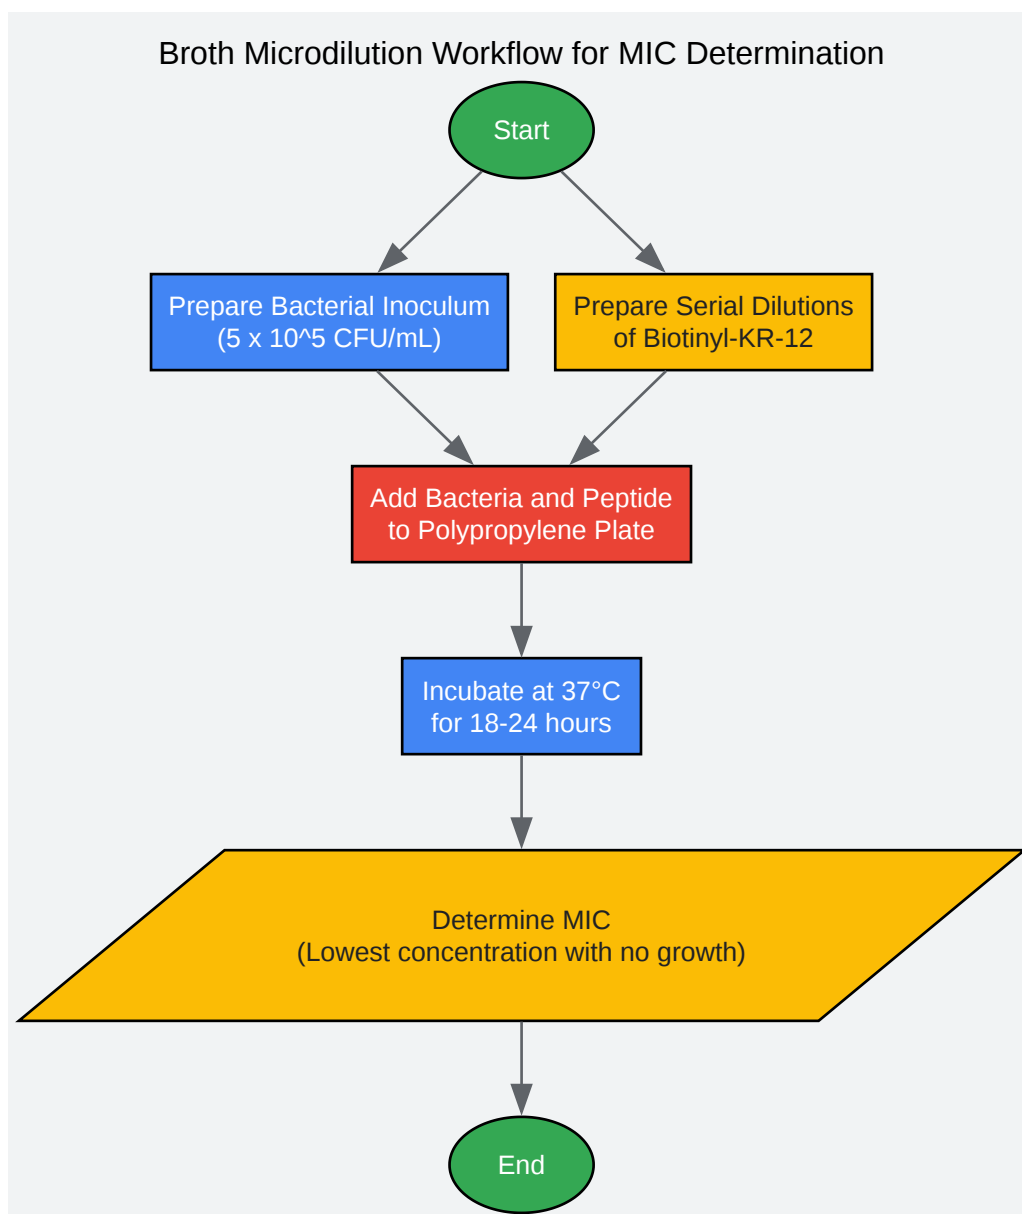 Broth Microdilution Workflow for MIC Determination
Start
Prepare Bacterial Inoculum
(5 x 10^5 CFU/mL)
Prepare Serial Dilutions
of Biotinyl-KR-12
Add Bacteria and Peptide
to Polypropylene Plate
Incubate at 37°C
for 18-24 hours
Determine MIC
(Lowest concentration with no growth)
End